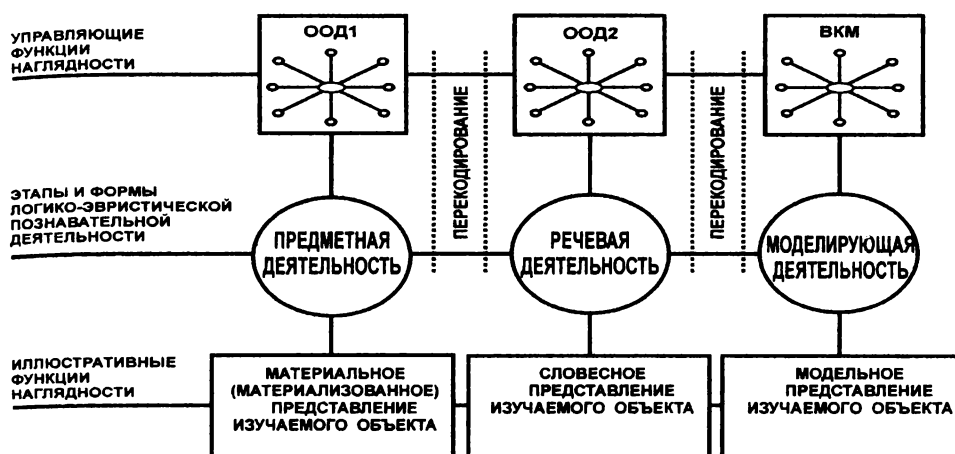 УПРАВЛЯЮЩИЕ
ФУНКЦИИ
НАГЛЯДНОСТИ
ООД1
ООД2
ВКМ
ПЕРЕКОДИРОВАНИЕ
ПЕРЕКОДИРОВАНИЕ
ЭТАПЫ И ФОРМЫ
ЛОГИКО-ЭВРИСТИЧЕСКОЙ
ПОЗНАВАТЕЛЬНОЙ
ДЕЯТЕЛЬНОСТИ
ПРЕДМЕТНАЯ
ДЕЯТЕЛЬНОСТЬ
РЕЧЕВАЯ
ДЕЯТЕЛЬНОСТЬ
МОДЕЛИРУЮЩАЯ
ДЕЯТЕЛЬНОСТЬ
ИЛЛЮСТРАТИВНЫЕ
ФУНКЦИИ
НАГЛЯДНОСТИ
МАТЕРИАЛЬНОЕ
(МАТЕРИАЛИЗОВАННОЕ)
ПРЕДСТАВЛЕНИЕ
ИЗУЧАЕМОГО ОБЪЕКТА
СЛОВЕСНОЕ
ПРЕДСТАВЛЕНИЕ
ИЗУЧАЕМОГО ОБЪЕКТА
МОДЕЛЬНОЕ
ПРЕДСТАВЛЕНИЕ
ИЗУЧАЕМОГО ОБЪЕКТА